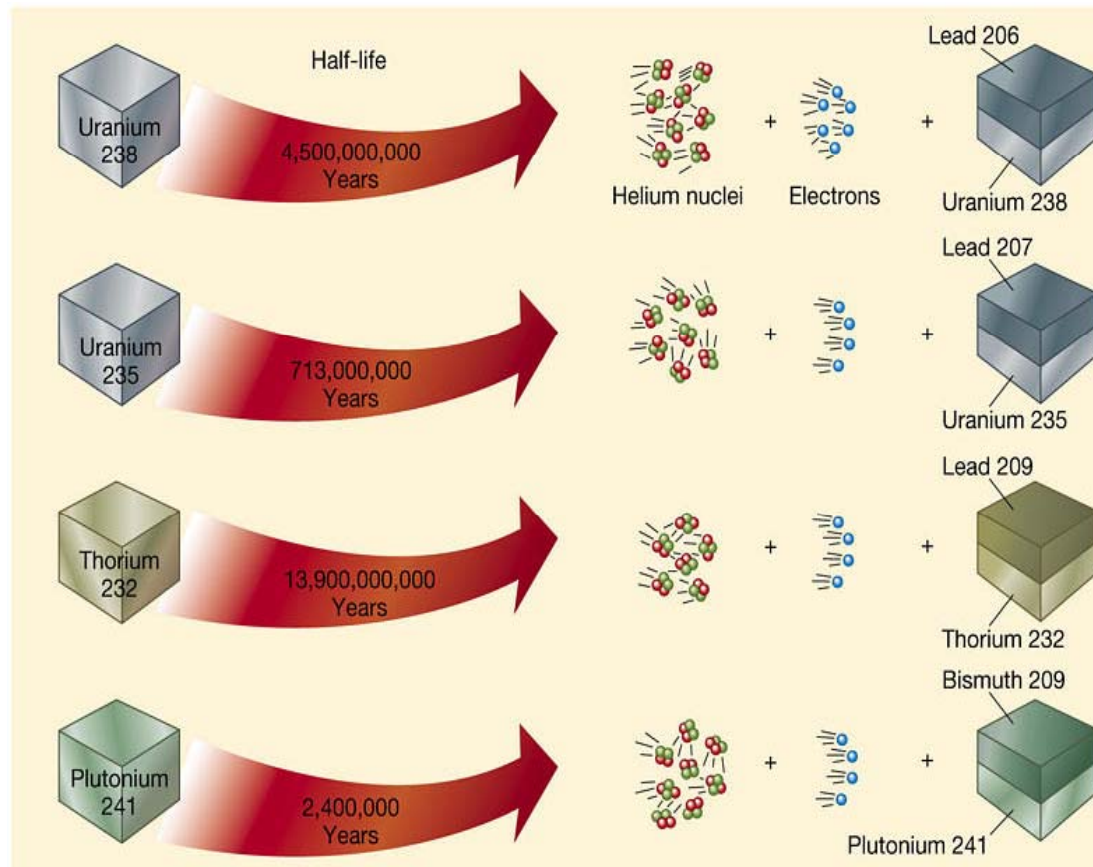 Half-life
Uranium
238
4,500,000,000
Years
Helium nuclei
+
Electrons
+
Lead 206
Uranium 238
Uranium
235
713,000,000
Years
+
+
Lead 207
Uranium 235
Thorium
232
13,900,000,000
Years
+
+
Lead 209
Thorium 232
Plutonium
241
2,400,000
Years
+
+
Bismuth 209
Plutonium 241